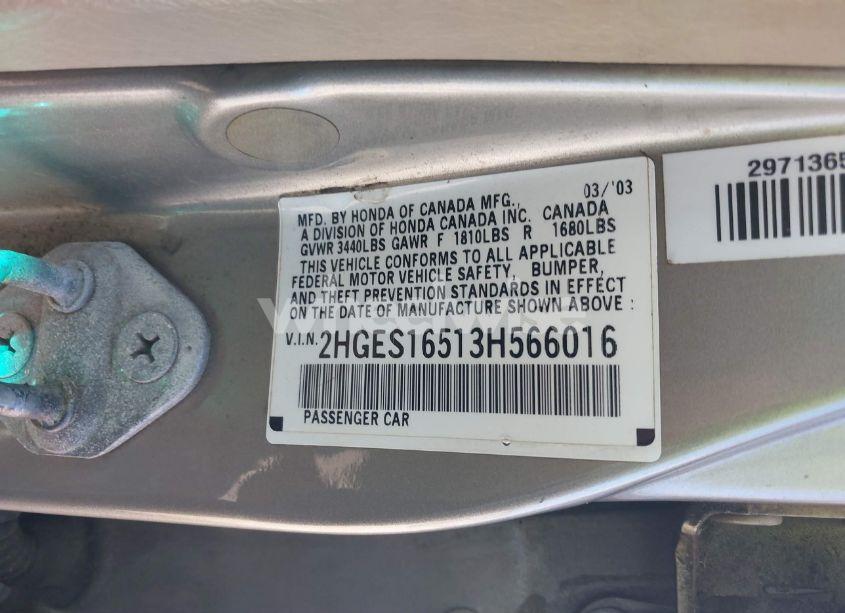 03/'03
MFD. BY HONDA OF CANADA MFG.,
A DIVISION OF HONDA CANADA INC. CANADA
GVWR 3440LBS GAWR F 1810LBS R 1680LBS
THIS VEHICLE CONFORMS TO ALL APPLICABLE
FEDERAL MOTOR VEHICLE SAFETY, BUMPER,
AND THEFT PREVENTION STANDARDS IN EFFECT
ON THE DATE OF MANUFACTURE SHOWN ABOVE :
V.I.N. 2HGES16513H566016
PASSENGER CAR
2971365